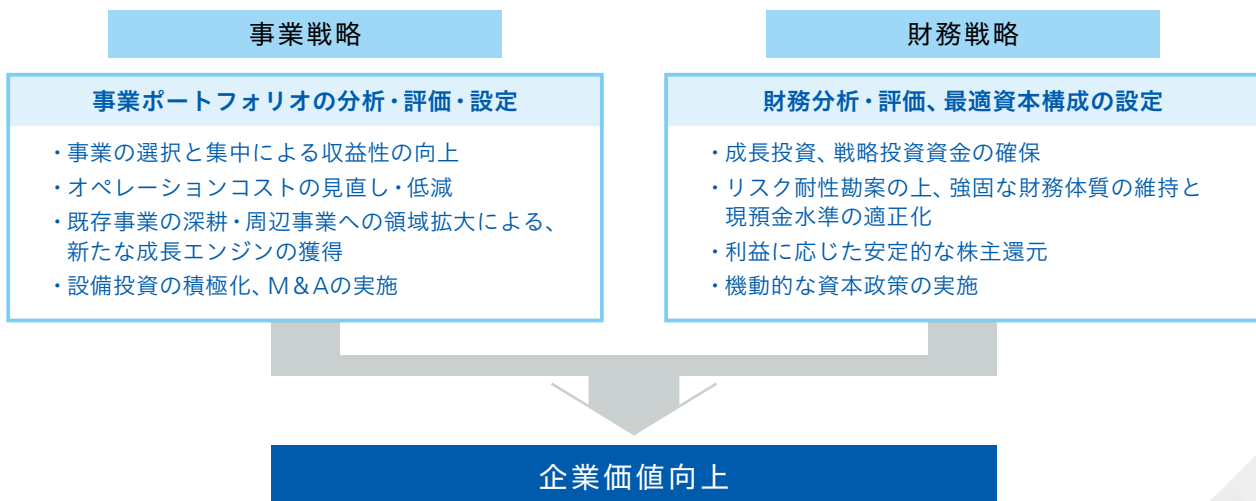 事業戦略
事業ポートフォリオの分析・評価・設定
・事業の選択と集中による収益性の向上
・オペレーションコストの見直し・低減
・既存事業の深耕・周辺事業への領域拡大による、
新たな成長エンジンの獲得
・設備投資の積極化、M&Aの実施
財務戦略
財務分析・評価、最適資本構成の設定
・成長投資、戦略投資資金の確保
・リスク耐性勘案の上、強固な財務体質の維持と
現預金水準の適正化
・利益に応じた安定的な株主還元
・機動的な資本政策の実施
企業価値向上